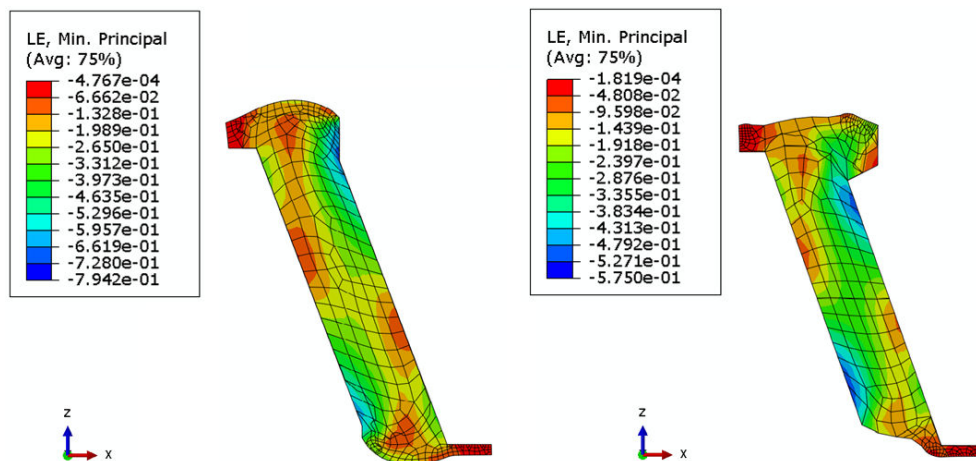 LE, Min. Principal
(Avg: 75%)
-4.767e-04
-6.662e-02
-1.328e-01
-1.989e-01
-2.650e-01
-3.312e-01
-3.973e-01
-4.635e-01
-5.296e-01
-5.957e-01
-6.619e-01
-7.280e-01
-7.942e-01
z
x
LE, Min. Principal
(Avg: 75%)
-1.819e-04
-4.808e-02
-9.598e-02
-1.439e-01
-1.918e-01
-2.397e-01
-2.876e-01
-3.355e-01
-3.834e-01
-4.313e-01
-4.792e-01
-5.271e-01
-5.750e-01
z
x